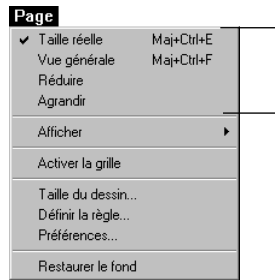 Page
Taille réelle Maj+Ctrl+E
Vue générale Maj+Ctrl+F
Réduire
Agrandir
Afficher
Activer la grille
Taille du dessin...
Définir la règle...
Préférences...
Restaurer le fond